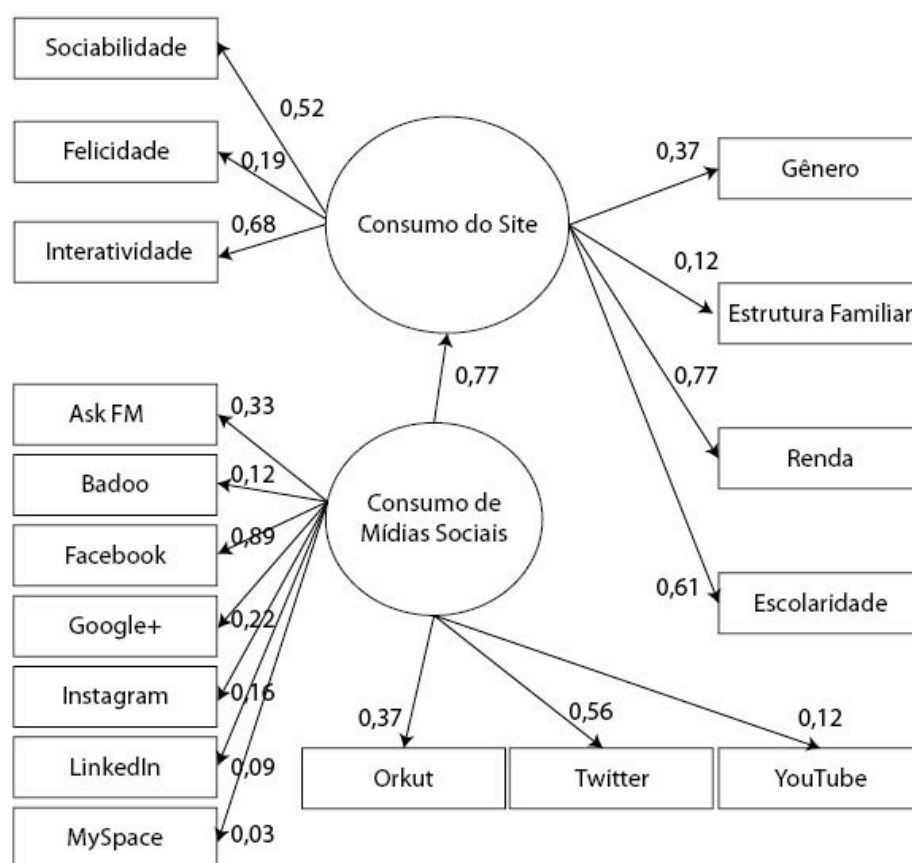 Sociabilidade
0,52
Felicidade
0,19
Interatividade
0,68
Consumo do Site
0,37
Gênero
0,12
Estrutura Familiar
0,77
Renda
0,61
Escolaridade
0,77
Consumo de
Mídias Sociais
Ask FM
0,33
Badoo
0,12
Facebook
0,89
Google+
0,22
Instagram
0,16
LinkedIn
0,09
MySpace
0,03
0,37
Orkut
0,56
Twitter
0,12
YouTube